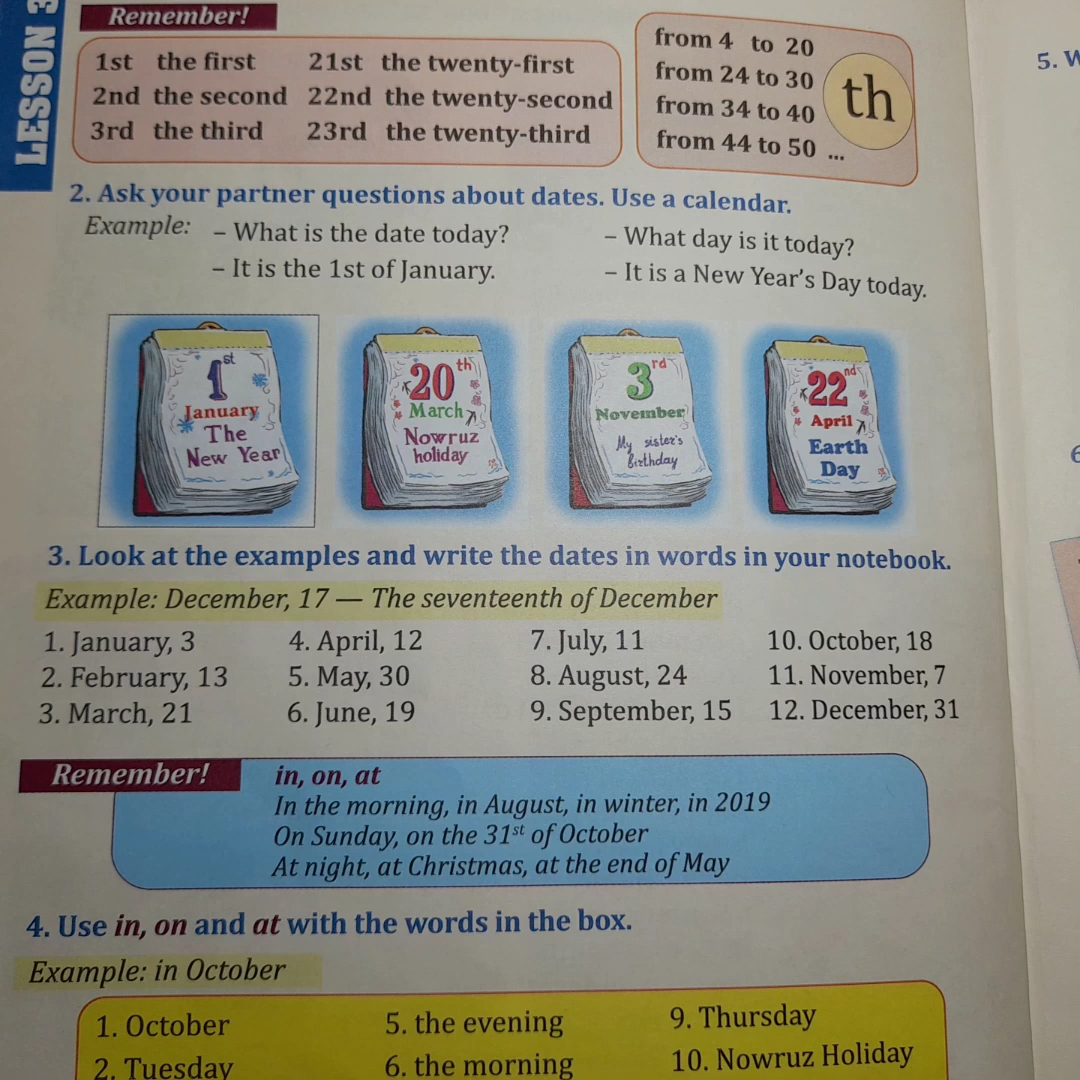 LESSON 3
Remember!
1st the first 21st the twenty-first
2nd the second 22nd the twenty-second
3rd the third 23rd the twenty-third
from 4 to 20
from 24 to 30
from 34 to 40
from 44 to 50 ...
th
2. Ask your partner questions about dates. Use a calendar.
Example: – What is the date today? – What day is it today?
– It is the 1st of January. – It is a New Year's Day today.
1st
January
The
New Year
20th
March
Nowruz
holiday
3rd
November
My sister's
Birthday
22nd
April
Earth
Day
3. Look at the examples and write the dates in words in your notebook.
Example: December, 17 — The seventeenth of December
1. January, 3 4. April, 12 7. July, 11 10. October, 18
2. February, 13 5. May, 30 8. August, 24 11. November, 7
3. March, 21 6. June, 19 9. September, 15 12. December, 31
Remember!
in, on, at
In the morning, in August, in winter, in 2019
On Sunday, on the 31st of October
At night, at Christmas, at the end of May
4. Use in, on and at with the words in the box.
Example: in October
1. October 5. the evening 9. Thursday
2. Tuesday 6. the morning 10. Nowruz Holiday
5.